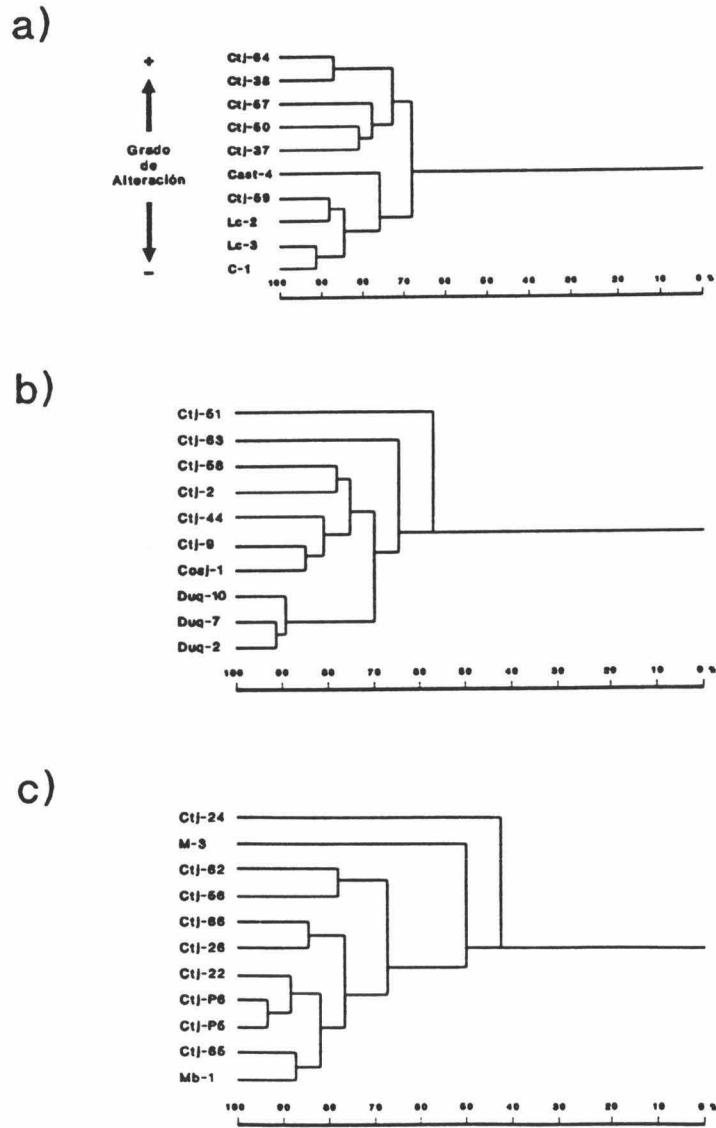 a)
+
Grado
de
Alteración
–
Ctj-64
Ctj-38
Ctj-57
Ctj-50
Ctj-37
Cast-4
Ctj-59
Lc-2
Lc-3
C-1
100 90 80 70 60 50 40 30 20 10 0 %
b)
Ctj-51
Ctj-63
Ctj-58
Ctj-2
Ctj-44
Ctj-9
Cosj-1
Duq-10
Duq-7
Duq-2
100 90 80 70 60 50 40 30 20 10 0 %
c)
Ctj-24
M-3
Ctj-62
Ctj-56
Ctj-66
Ctj-26
Ctj-22
Ctj-P6
Ctj-P5
Ctj-65
Mb-1
100 90 80 70 60 50 40 30 20 10 0 %